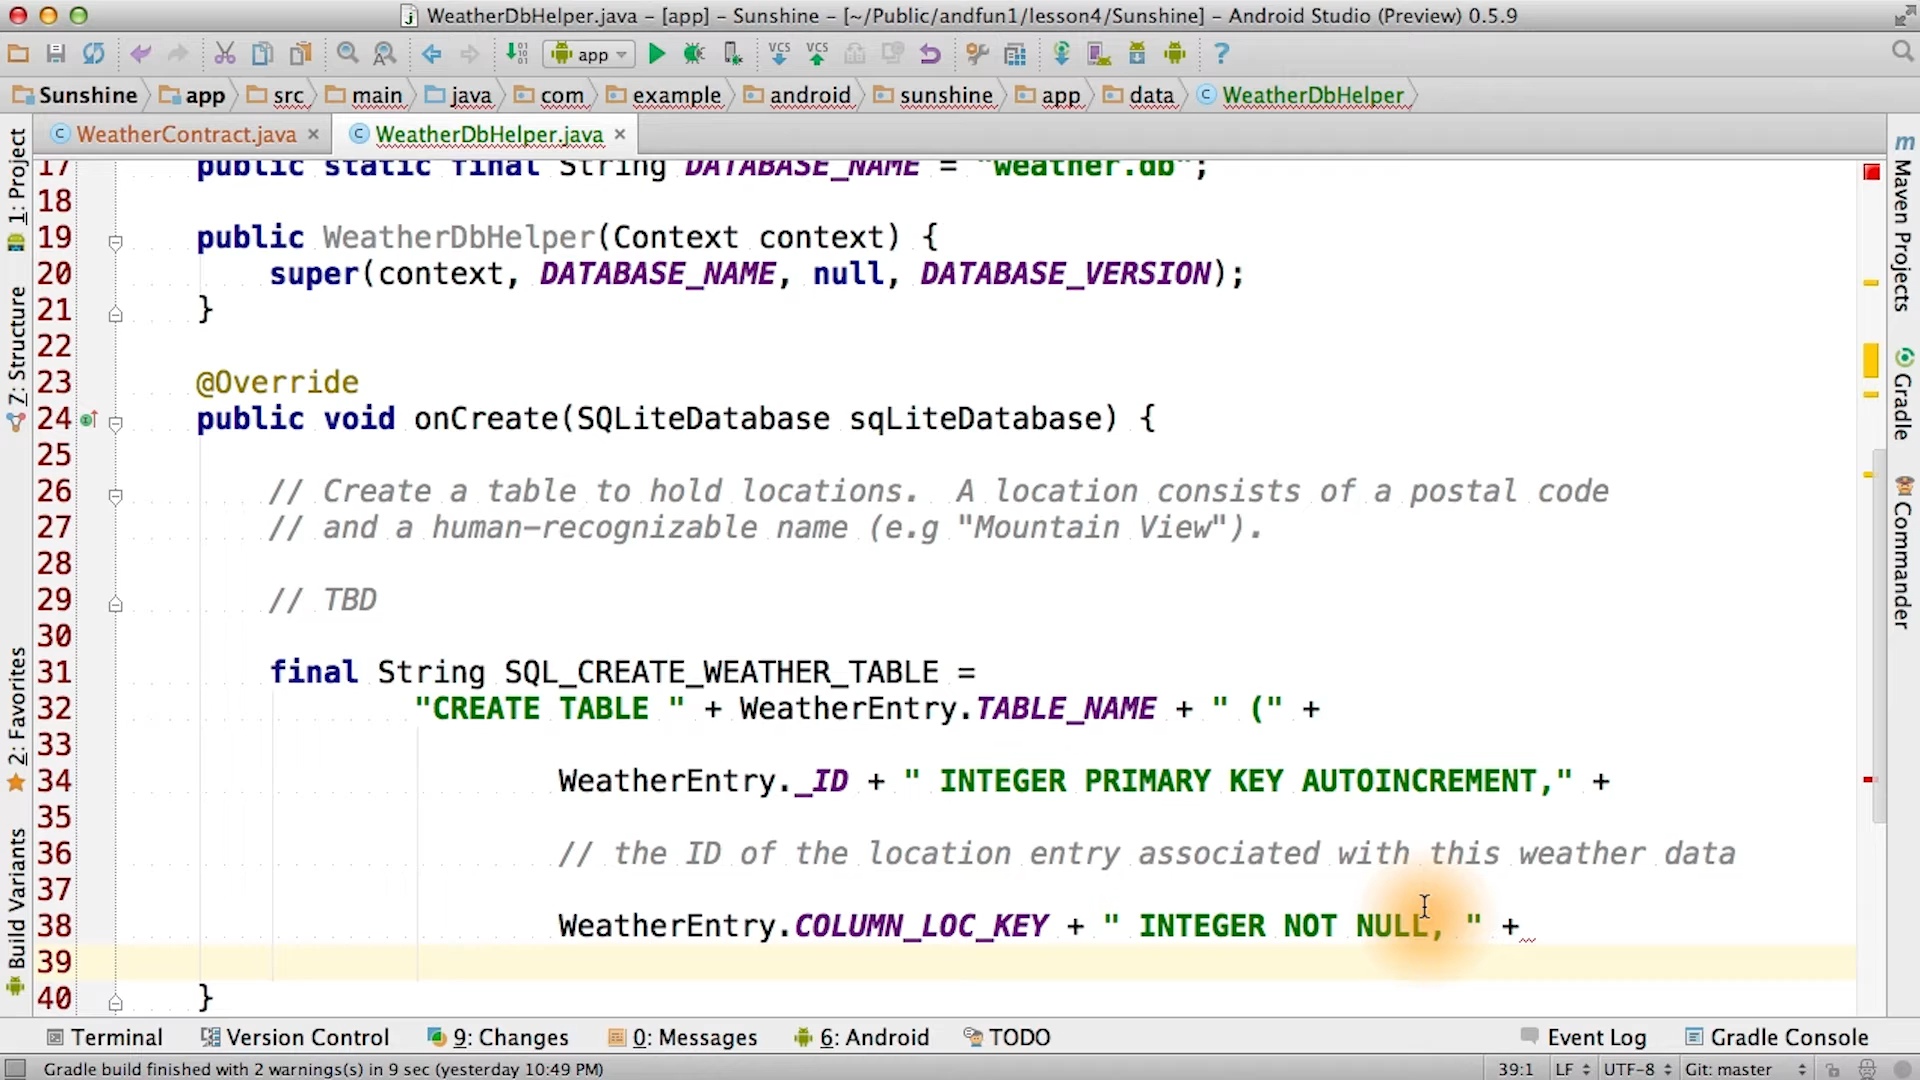 WeatherDbHelper.java – [app] – Sunshine – [~/Public/andfun1/lesson4/Sunshine] – Android Studio (Preview) 0.5.9
app
VCS VCS
Sunshine app src main java com example android sunshine app data WeatherDbHelper
WeatherContract.java WeatherDbHelper.java
17 public static final String DATABASE_NAME = "weather.db";
18
19 public WeatherDbHelper(Context context) {
20 super(context, DATABASE_NAME, null, DATABASE_VERSION);
21 }
22
23 @Override
24 public void onCreate(SQLiteDatabase sqLiteDatabase) {
25
26 // Create a table to hold locations.  A location consists of a postal code
27 // and a human-recognizable name (e.g "Mountain View").
28
29 // TBD
30
31 final String SQL_CREATE_WEATHER_TABLE =
32 "CREATE TABLE " + WeatherEntry.TABLE_NAME + " (" +
33
34 WeatherEntry._ID + " INTEGER PRIMARY KEY AUTOINCREMENT," +
35
36 // the ID of the location entry associated with this weather data
37
38 WeatherEntry.COLUMN_LOC_KEY + " INTEGER NOT NULL, " +
39
40 }
1: Project
7: Structure
2: Favorites
Build Variants
Maven Projects
Gradle
Commander
Terminal Version Control 9: Changes 0: Messages 6: Android TODO Event Log Gradle Console
Gradle build finished with 2 warnings(s) in 9 sec (yesterday 10:49 PM) 39:1 LF UTF-8 Git: master